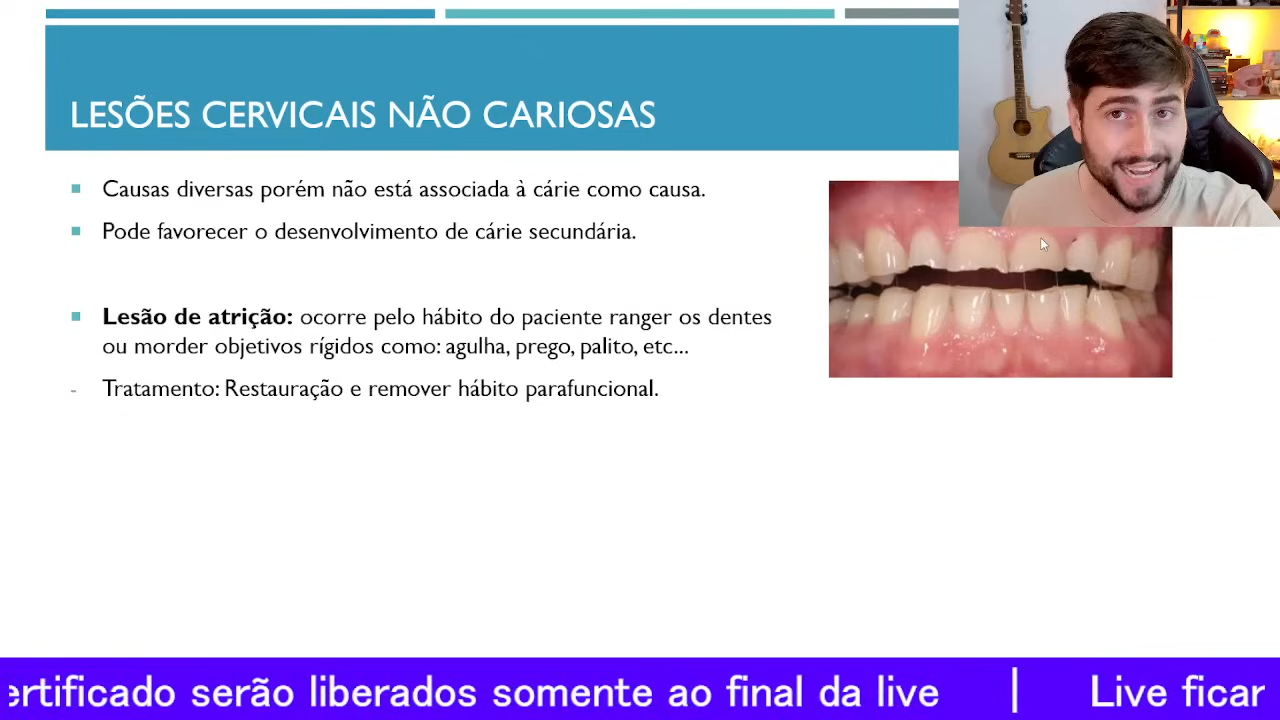 LESÕES CERVICAIS NÃO CARIOSAS
Causas diversas porém não está associada à cárie como causa.
Pode favorecer o desenvolvimento de cárie secundária.
Lesão de atrição: ocorre pelo hábito do paciente ranger os dentes
ou morder objetivos rígidos como: agulha, prego, palito, etc...
- Tratamento: Restauração e remover hábito parafuncional.
ertificado serão liberados somente ao final da live | Live ficar